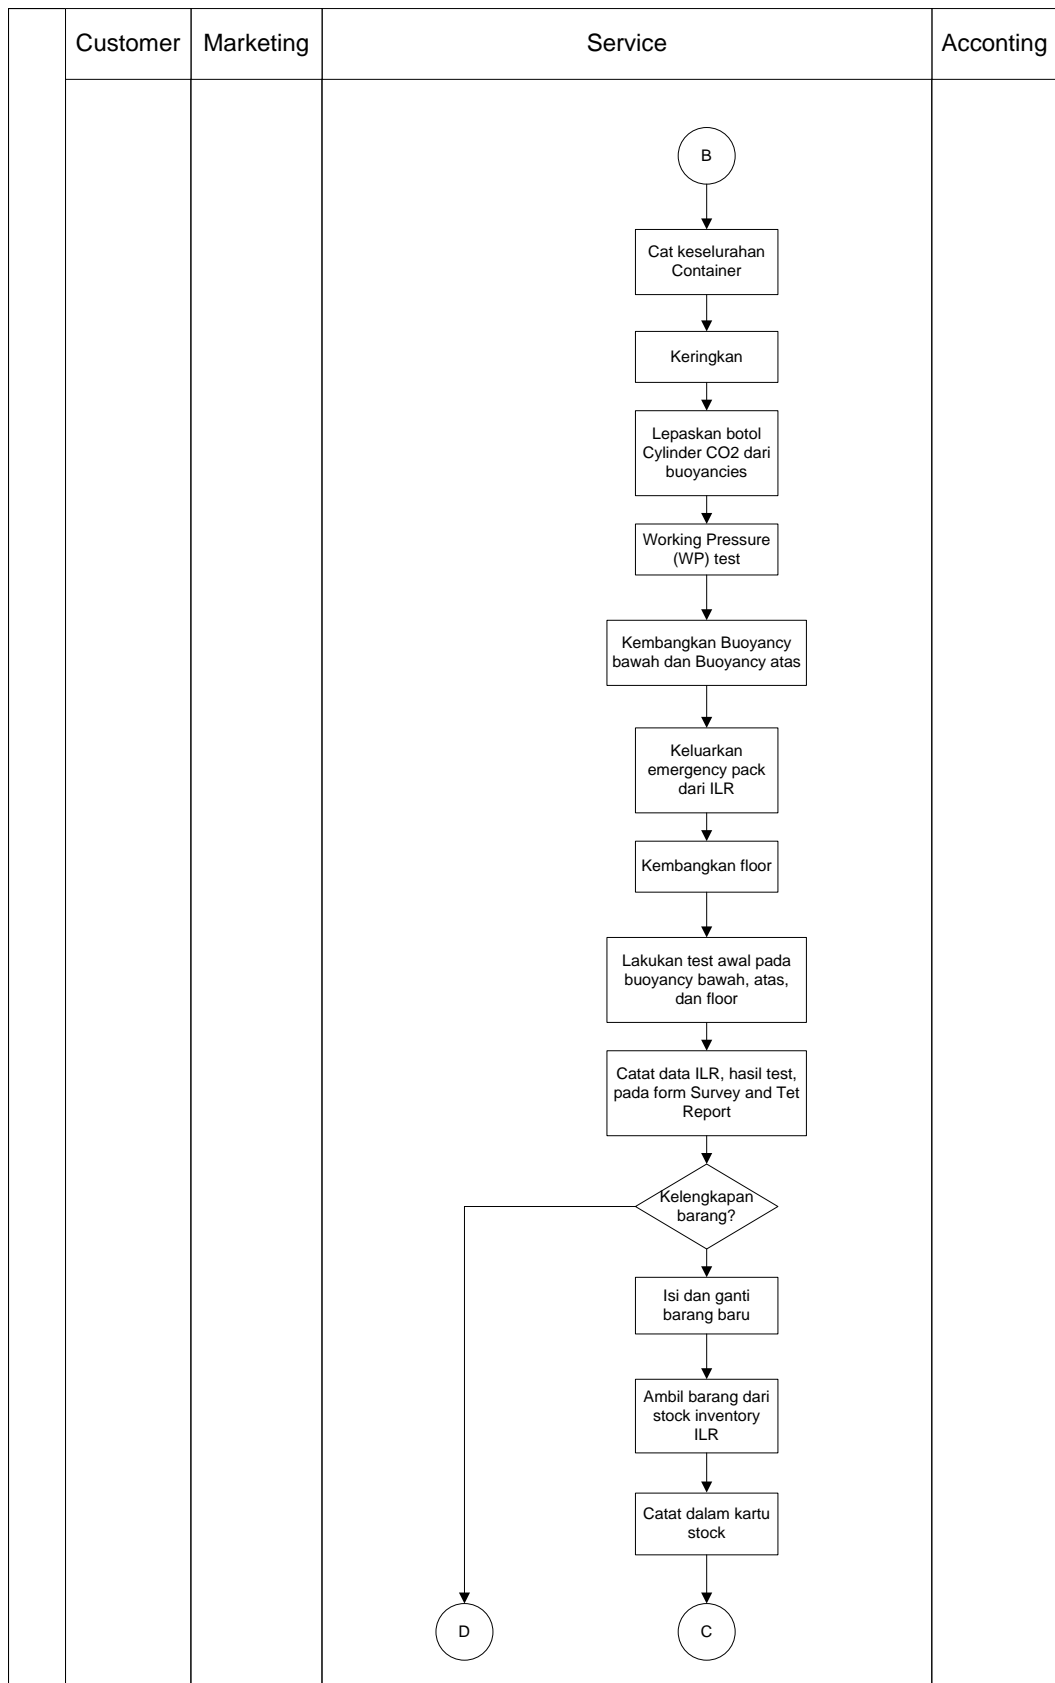 Customer
Marketing
Service
Acconting
B
Cat keselurahan
Container
Keringkan
Lepaskan botol
Cylinder CO2 dari
buoyancies
Working Pressure
(WP) test
Kembangkan Buoyancy
bawah dan Buoyancy atas
Keluarkan
emergency pack
dari ILR
Kembangkan floor
Lakukan test awal pada
buoyancy bawah, atas,
dan floor
Catat data ILR, hasil test,
pada form Survey and Tet
Report
Kelengkapan
barang?
Isi dan ganti
barang baru
Ambil barang dari
stock inventory
ILR
Catat dalam kartu
stock
D
C